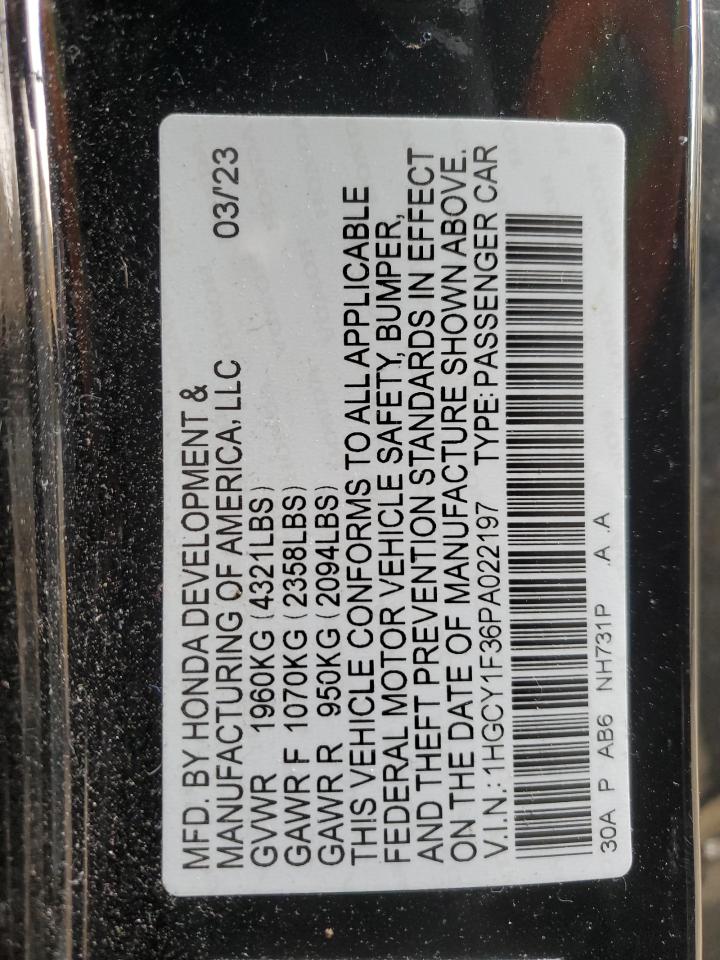 MFD. BY HONDA DEVELOPMENT &
MANUFACTURING OF AMERICA, LLC 03/'23
GVWR 1960KG (4321LBS)
GAWR F 1070KG (2358LBS)
GAWR R 950KG (2094LBS)
THIS VEHICLE CONFORMS TO ALL APPLICABLE
FEDERAL MOTOR VEHICLE SAFETY, BUMPER,
AND THEFT PREVENTION STANDARDS IN EFFECT
ON THE DATE OF MANUFACTURE SHOWN ABOVE.
V.I.N.: 1HGCY1F36PA022197 TYPE: PASSENGER CAR
30A P AB6 NH731P .A .A